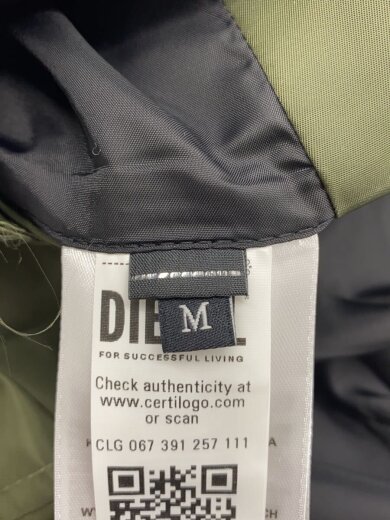 M
FOR SUCCESSFUL LIVING
Check authenticity at
www.certilogo.com
or scan
CLG 067 391 257 111